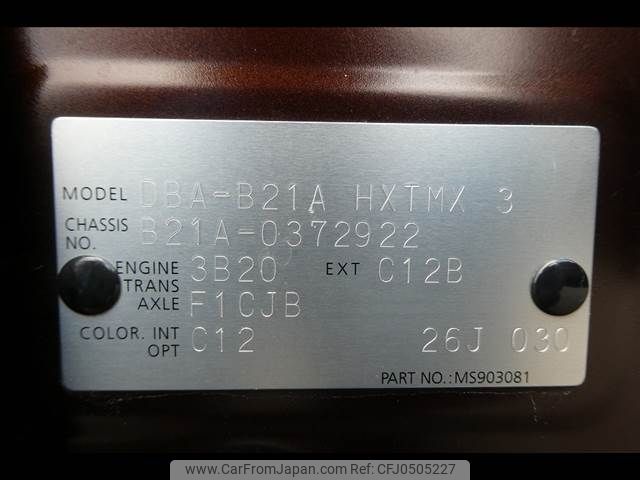 MODEL DBA-B21A HXTMX 3
CHASSIS NO. B21A-0372922
ENGINE 3B20 EXT C12B
TRANS AXLE F1CJB
COLOR. INT C12 26J 030
OPT
PART NO.: MS903081
www.CarFromJapan.com | ID: CFJ0505227